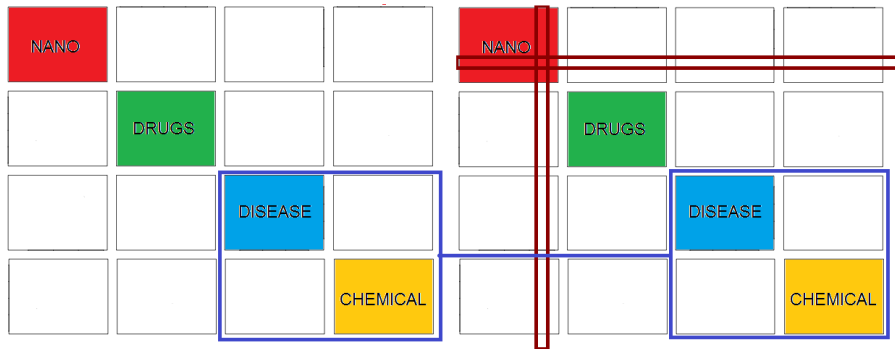 NANO
DRUGS
DISEASE
CHEMICAL
NANO
DRUGS
DISEASE
CHEMICAL